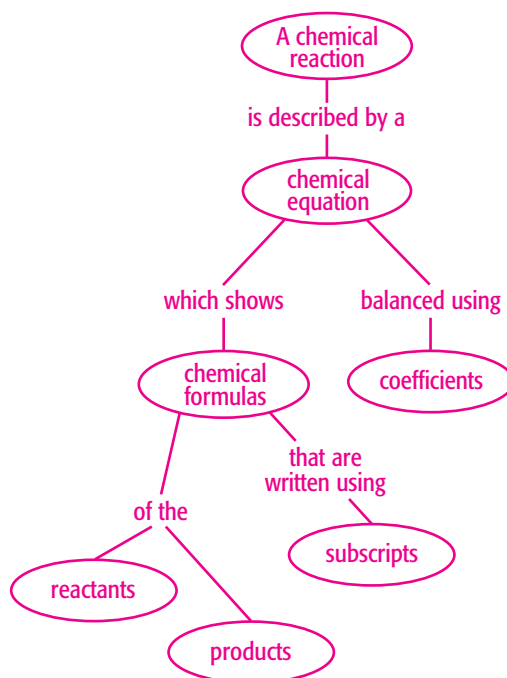 A chemical
reaction
is described by a
chemical
equation
which shows
balanced using
chemical
formulas
coefficients
that are
written using
of the
subscripts
reactants
products